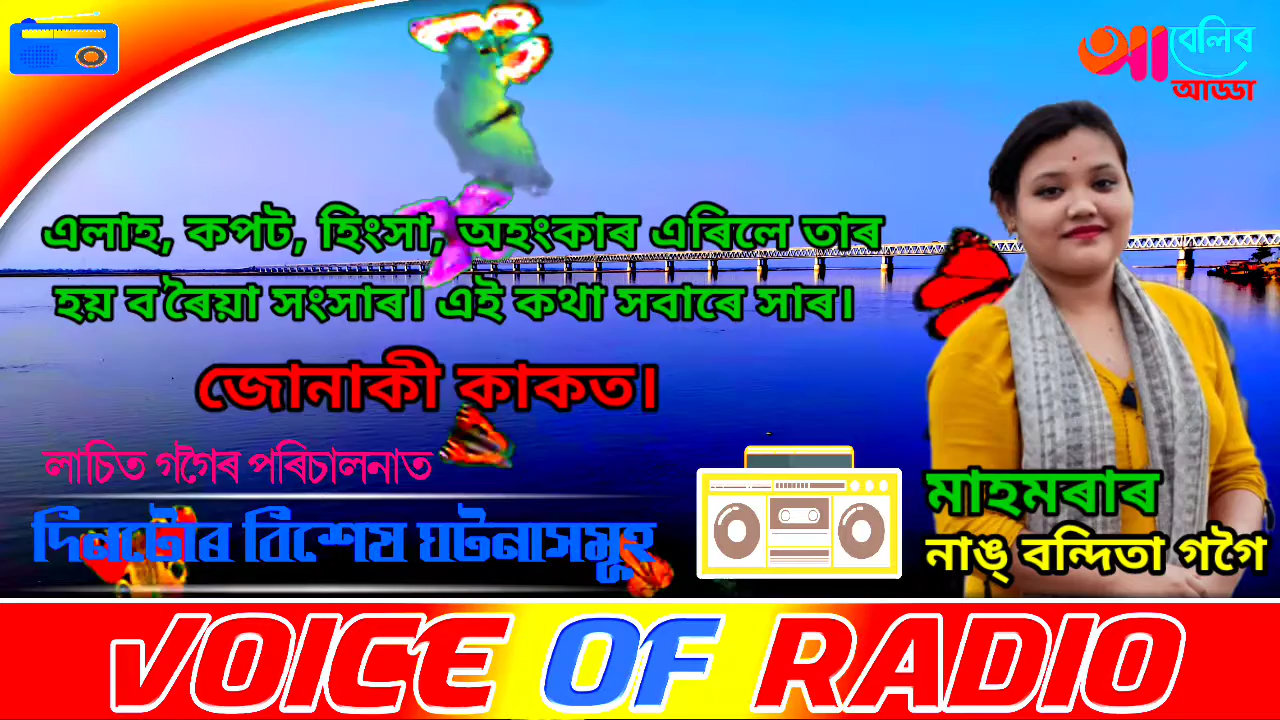 আবেলিৰ
আড্ডা
এলাহ, কপট, হিংসা, অহংকাৰ এৰিলে তাৰ
হয় ব ৰৈয়া সংসাৰ। এই কথা সবাৰে সাৰ।
জোনাকী কাকত।
লাচিত গগৈৰ পৰিচালনাত
দিনটোৰ বিশেষ ঘটনাসমূহ
মাহমৰাৰ
নাঙ্ বন্দিতা গগৈ
VOICE OF RADIO